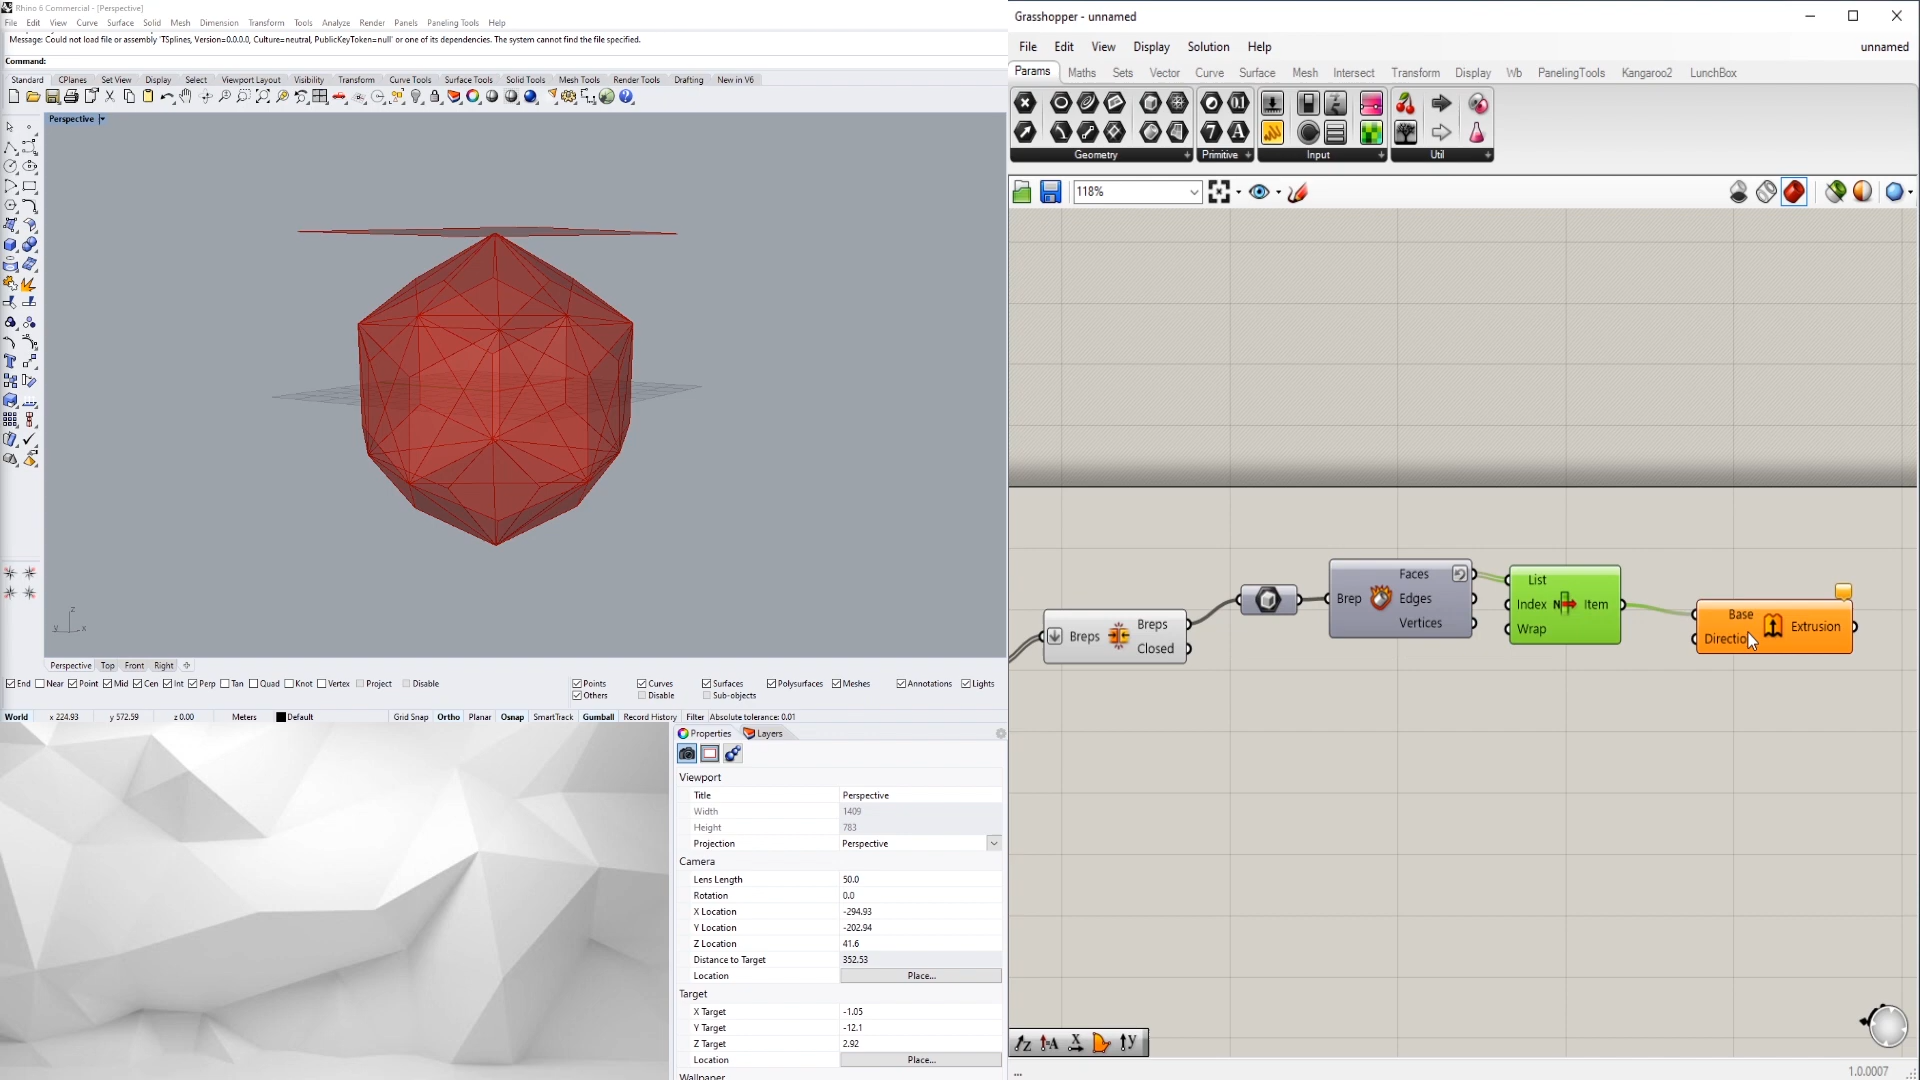 Rhino 6 Commercial - [Perspective]
File Edit View Curve Surface Solid Mesh Dimension Transform Tools Analyze Render Panels Paneling Tools Help
Message: Could not load file or assembly 'TSplines, Version=0.0.0.0, Culture=neutral, PublicKeyToken=null' or one of its dependencies. The system cannot find the file specified.
Command:
Standard CPlanes Set View Display Select Viewport Layout Visibility Transform Curve Tools Surface Tools Solid Tools Mesh Tools Render Tools Drafting New in V6
Perspective
z
y x
Perspective Top Front Right
End Near Point Mid Cen Int Perp Tan Quad Knot Vertex Project Disable
Points Curves Surfaces Polysurfaces Meshes Annotations Lights
Others Disable Sub-objects
World x 224.93 y 572.59 z 0.00 Meters Default Grid Snap Ortho Planar Osnap SmartTrack Gumball Record History Filter Absolute tolerance: 0.01
Properties Layers
Viewport
Title Perspective
Width 1409
Height 783
Projection Perspective
Camera
Lens Length 50.0
Rotation 0.0
X Location -294.93
Y Location -202.94
Z Location 41.6
Distance to Target 352.53
Location Place...
Target
X Target -1.05
Y Target -12.1
Z Target 2.92
Location Place...
Wallpaper
Grasshopper - unnamed
File Edit View Display Solution Help unnamed
Params Maths Sets Vector Curve Surface Mesh Intersect Transform Display Wb PanelingTools Kangaroo2 LunchBox
Geometry Primitive Input Util
118%
Breps Breps
Closed
Brep Faces
Edges
Vertices
List
Index Item
Wrap
Base
Direction Extrusion
...
1.0.0007